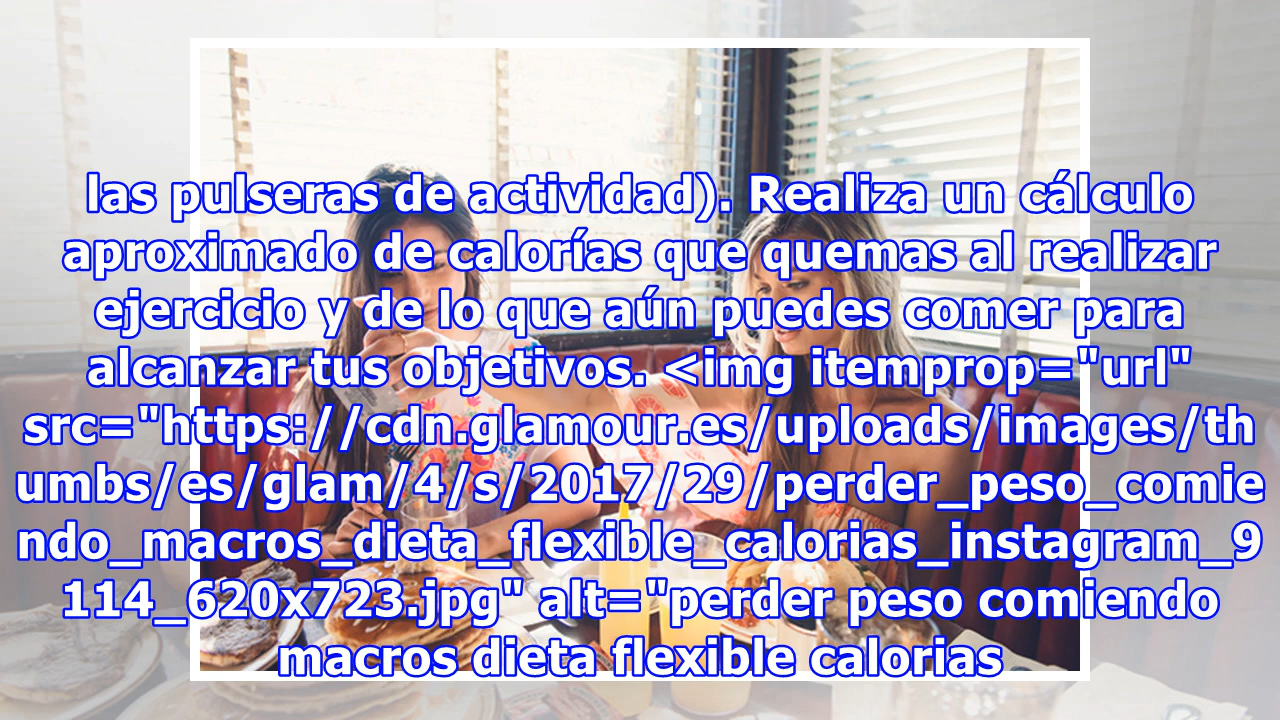 las pulseras de actividad). Realiza un cálculo
aproximado de calorías que quemas al realizar
ejercicio y de lo que aún puedes comer para
alcanzar tus objetivos. <img itemprop="url"
src="https://cdn.glamour.es/uploads/images/th
umbs/es/glam/4/s/2017/29/perder_peso_comie
ndo_macros_dieta_flexible_calorias_instagram_9
114_620x723.jpg" alt="perder peso comiendo
macros dieta flexible calorias